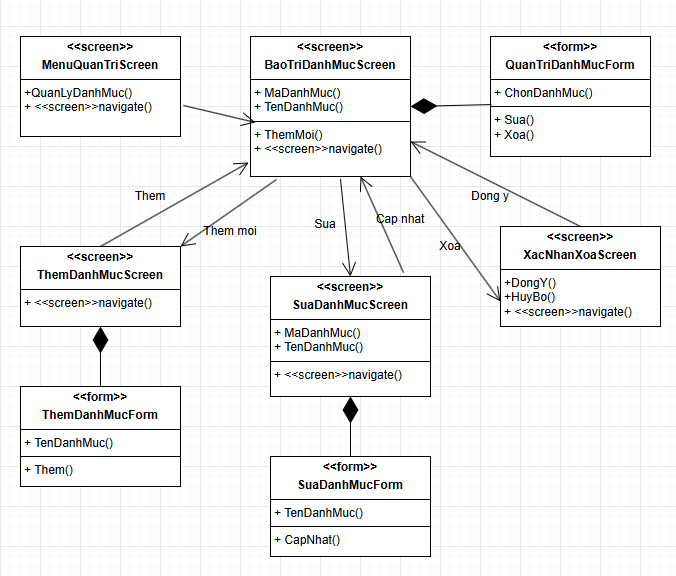 <<screen>>
MenuQuanTriScreen
+QuanLyDanhMuc()
+ <<screen>>navigate()
<<screen>>
BaoTriDanhMucScreen
+ MaDanhMuc()
+ TenDanhMuc()
+ThemMoi()
+ <<screen>>navigate()
<<form>>
QuanTriDanhMucForm
+ ChonDanhMuc()
+ Sua()
+ Xoa()
Them
Them moi
Sua
Cap nhat
Xoa
Dong y
<<screen>>
ThemDanhMucScreen
+ <<screen>>navigate()
<<screen>>
SuaDanhMucScreen
+ MaDanhMuc()
+ TenDanhMuc()
+ <<screen>>navigate()
<<screen>>
XacNhanXoaScreen
+DongY()
+HuyBo()
+ <<screen>>navigate()
<<form>>
ThemDanhMucForm
+ TenDanhMuc()
+ Them()
<<form>>
SuaDanhMucForm
+ TenDanhMuc()
+ CapNhat()